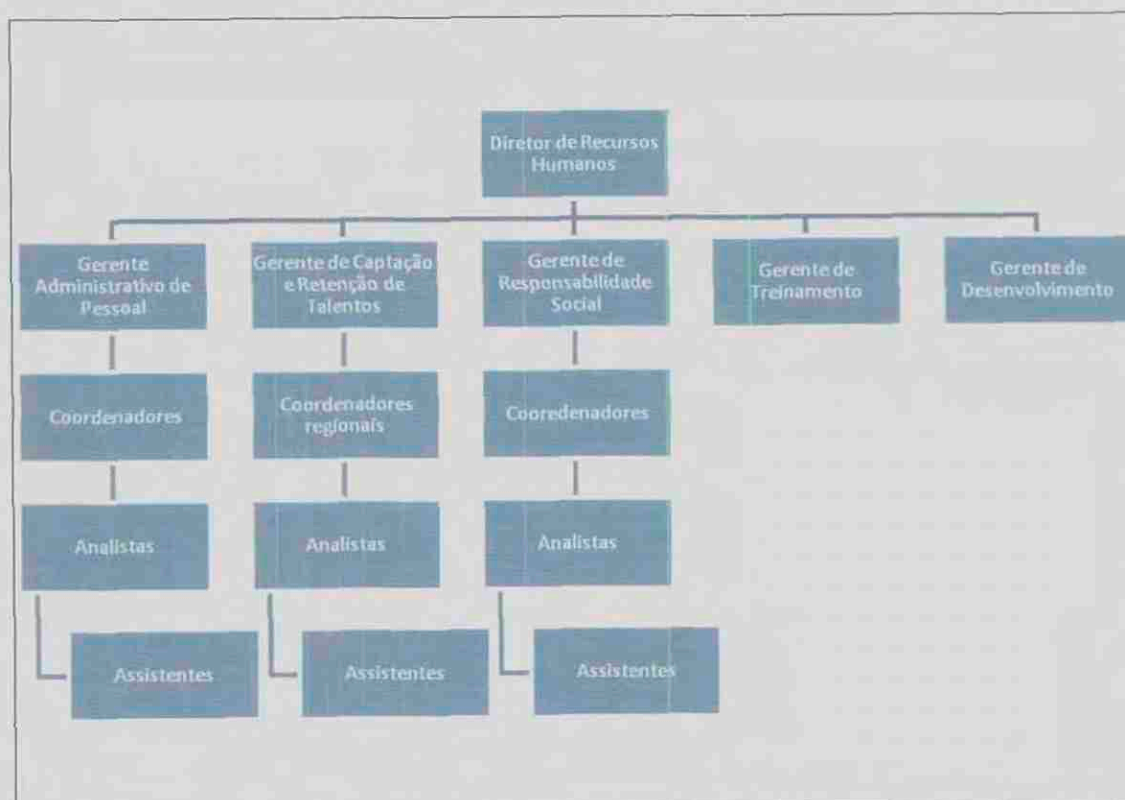 Diretor de Recursos
Humanos
Gerente
Administrativo de
Pessoal
Gerente de Captação
e Retenção de
Talentos
Gerente de
Responsabilidade
Social
Gerente de
Treinamento
Gerente de
Desenvolvimento
Coordenadores
Coordenadores
regionais
Cooredenadores
Analistas
Analistas
Analistas
Assistentes
Assistentes
Assistentes